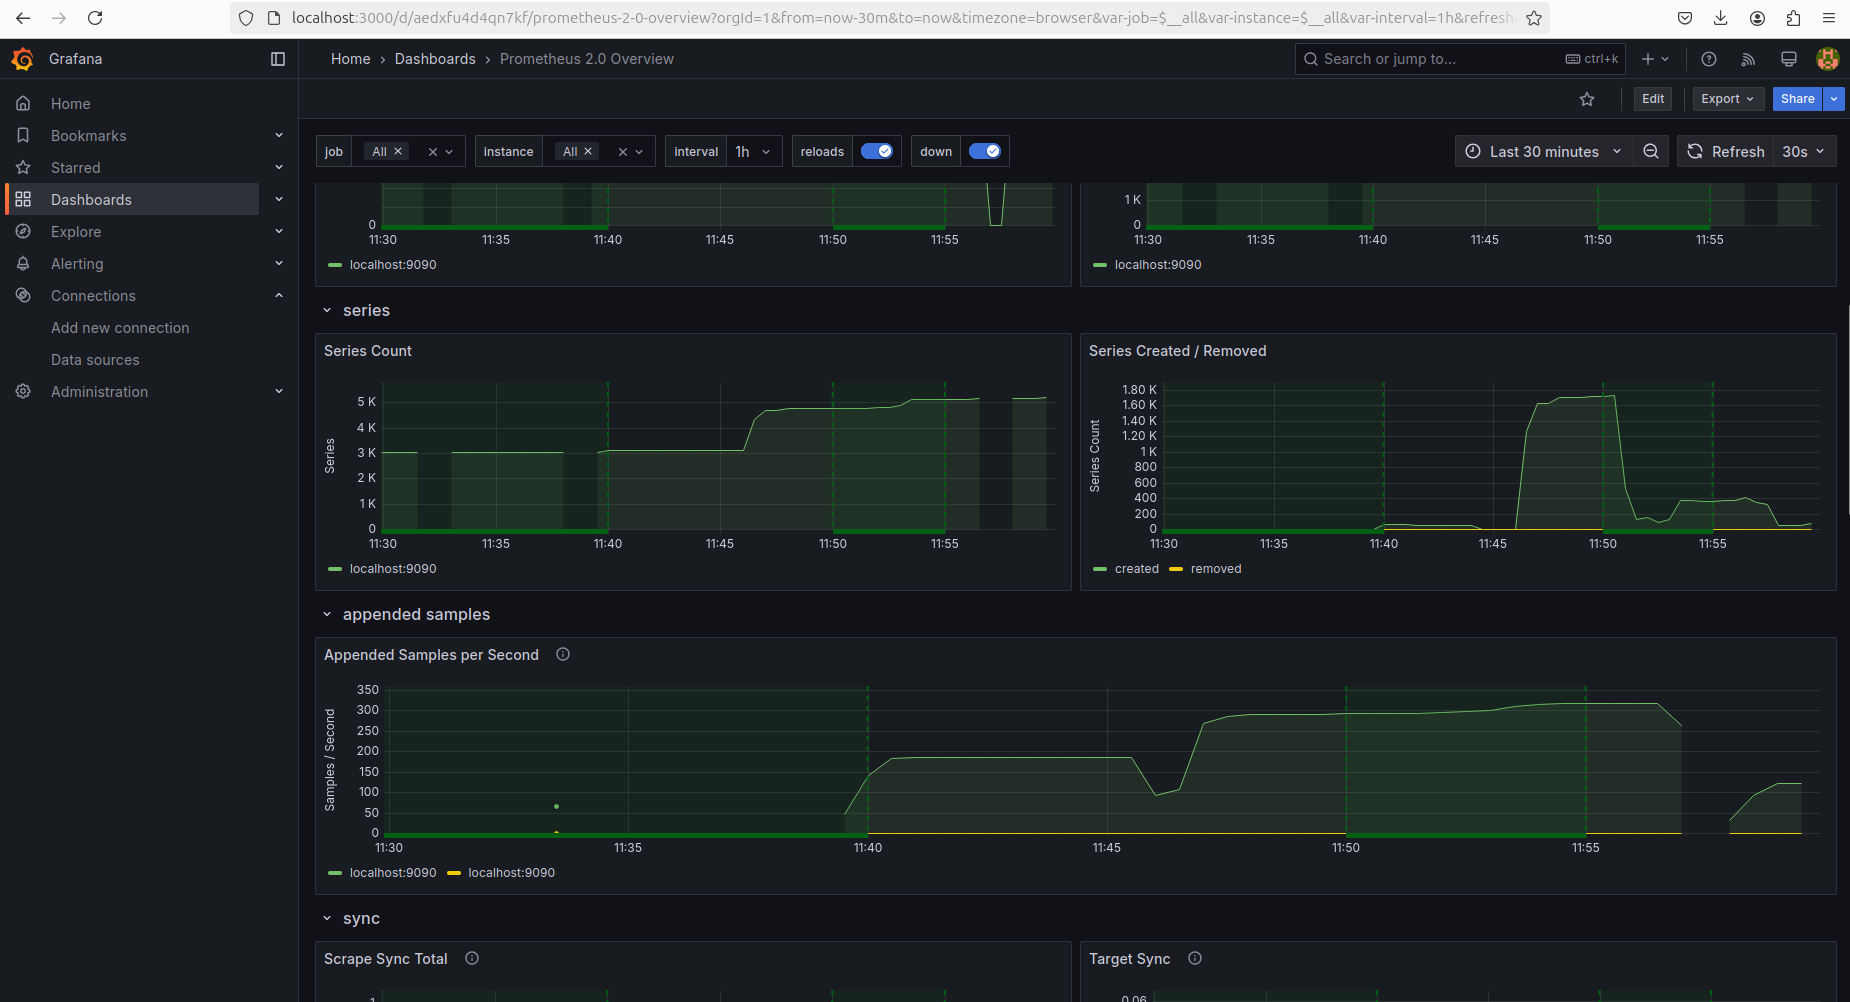 localhost:3000/d/aedxfu4d4qn7kf/prometheus-2-0-overview?orgId=1&from=now-30m&to=now&timezone=browser&var-job=$__all&var-instance=$__all&var-interval=1h&refresh=
Grafana
Home › Dashboards › Prometheus 2.0 Overview
Search or jump to... ctrl+k
Edit Export Share
Home
Bookmarks
Starred
Dashboards
Explore
Alerting
Connections
Add new connection
Data sources
Administration
job All instance All interval 1h reloads down Last 30 minutes Refresh 30s
0
11:30 11:35 11:40 11:45 11:50 11:55
localhost:9090
1 K
0
11:30 11:35 11:40 11:45 11:50 11:55
localhost:9090
series
Series Count
Series
5 K
4 K
3 K
2 K
1 K
0
11:30 11:35 11:40 11:45 11:50 11:55
localhost:9090
Series Created / Removed
Series Count
1.80 K
1.60 K
1.40 K
1.20 K
1 K
800
600
400
200
0
11:30 11:35 11:40 11:45 11:50 11:55
created removed
appended samples
Appended Samples per Second
Samples / Second
350
300
250
200
150
100
50
0
11:30 11:35 11:40 11:45 11:50 11:55
localhost:9090 localhost:9090
sync
Scrape Sync Total
1
Target Sync
0.06